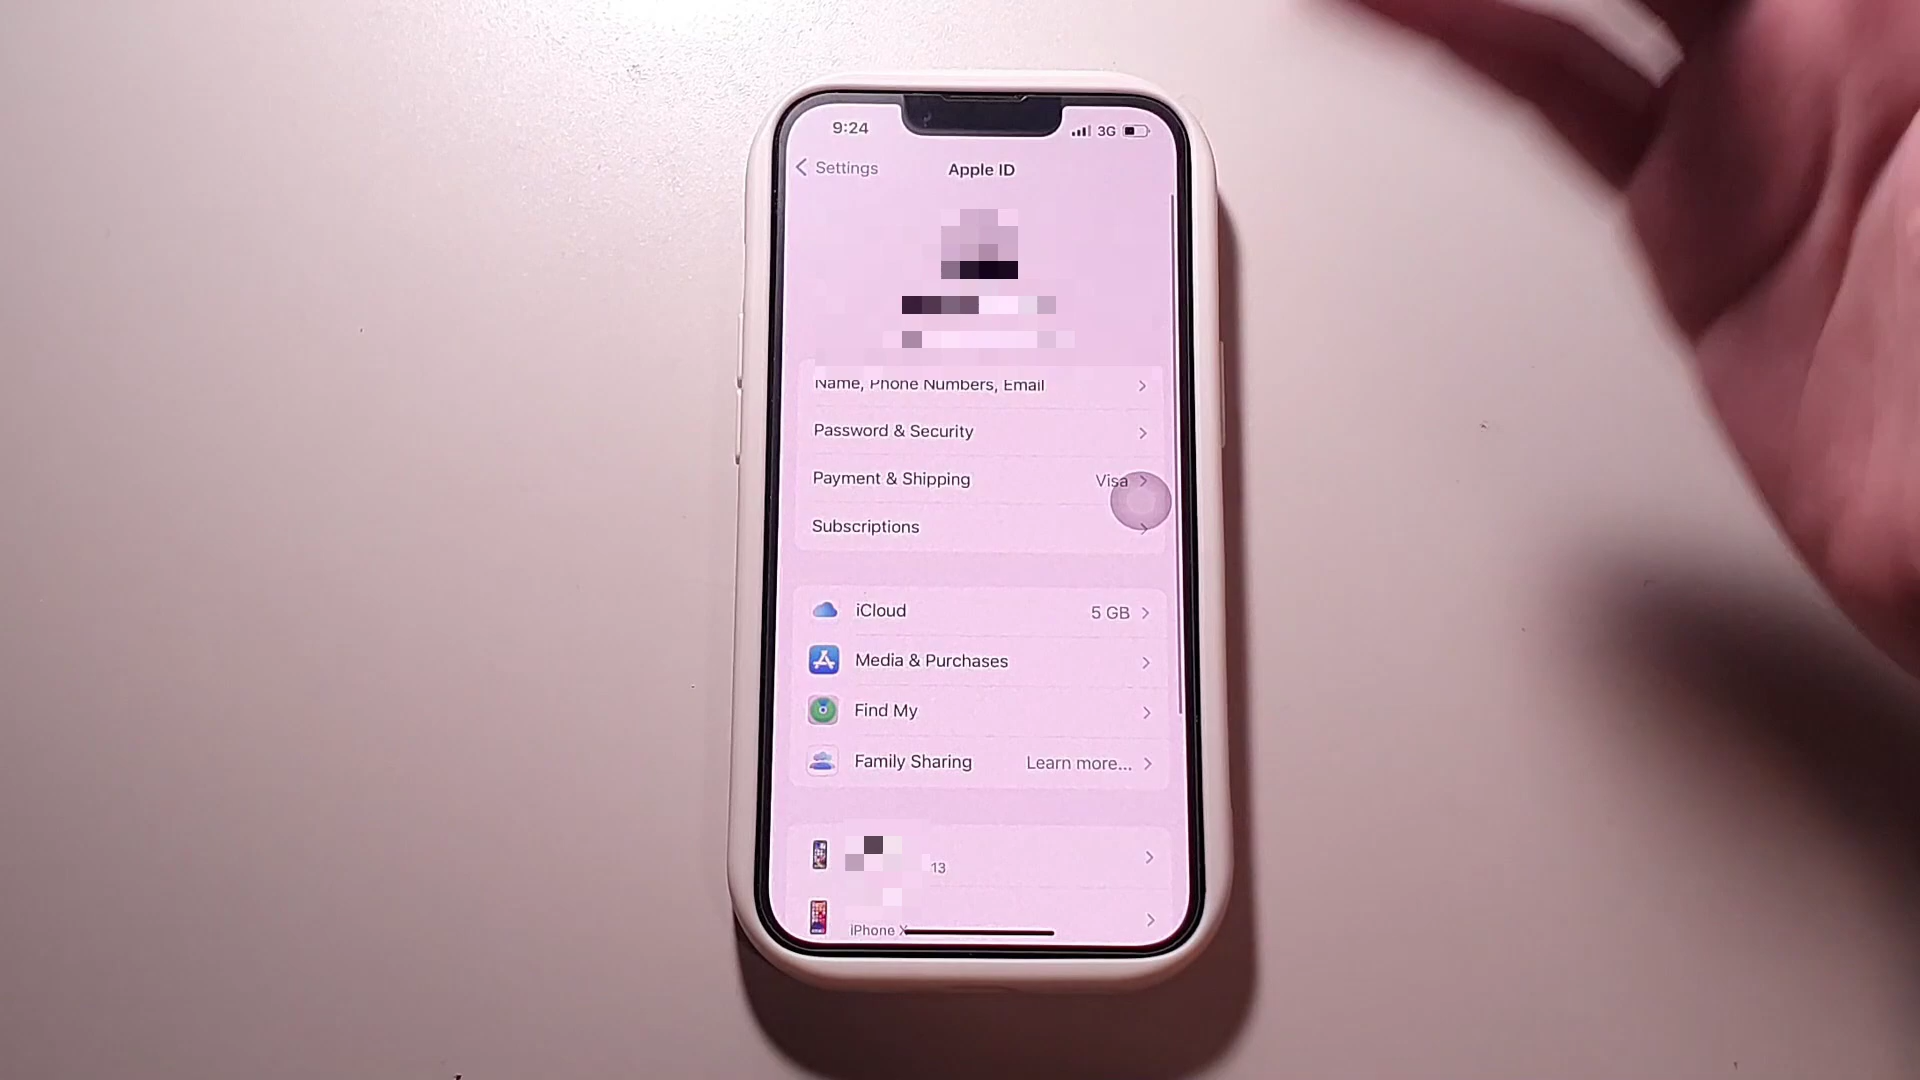 9:24
3G
Settings
Apple ID
Name, Phone Numbers, Email
Password & Security
Payment & Shipping Visa
Subscriptions
iCloud 5 GB
Media & Purchases
Find My
Family Sharing Learn more...
13
iPhone X